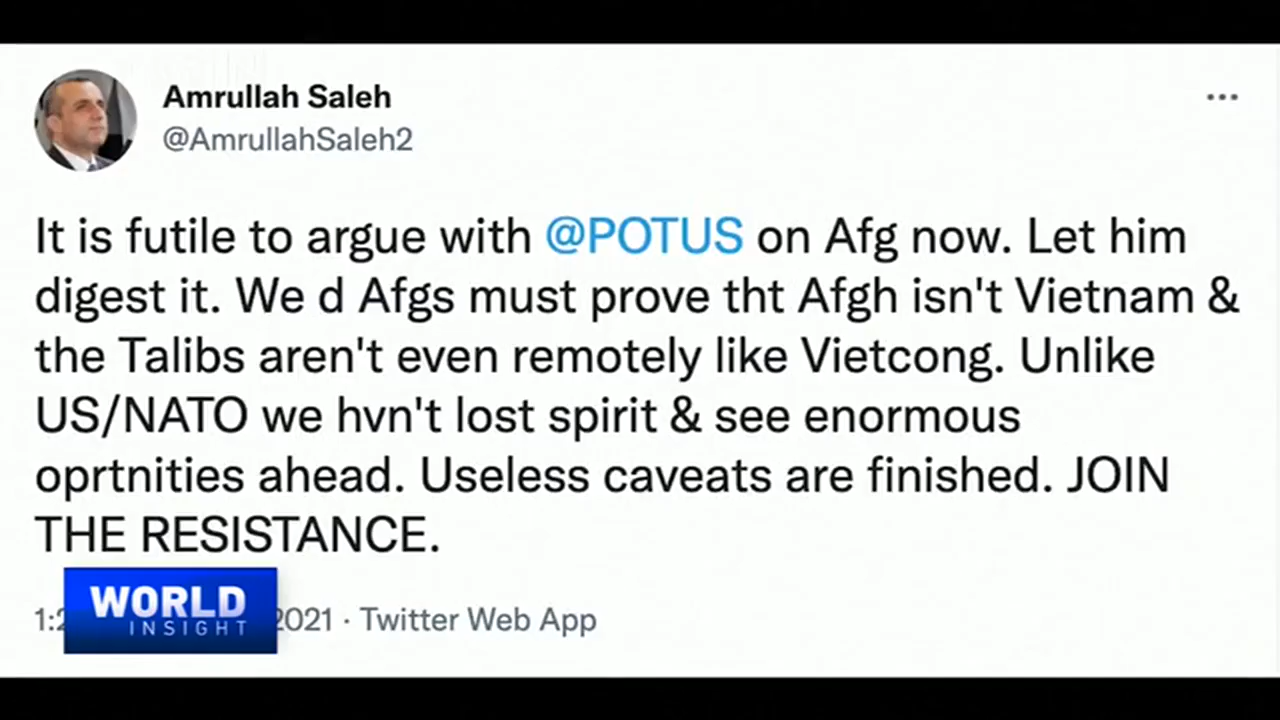 Amrullah Saleh
@AmrullahSaleh2
It is futile to argue with @POTUS on Afg now. Let him
digest it. We d Afgs must prove tht Afgh isn't Vietnam &
the Talibs aren't even remotely like Vietcong. Unlike
US/NATO we hvn't lost spirit & see enormous
oprtnities ahead. Useless caveats are finished. JOIN
THE RESISTANCE.
WORLD
INSIGHT
2021 · Twitter Web App